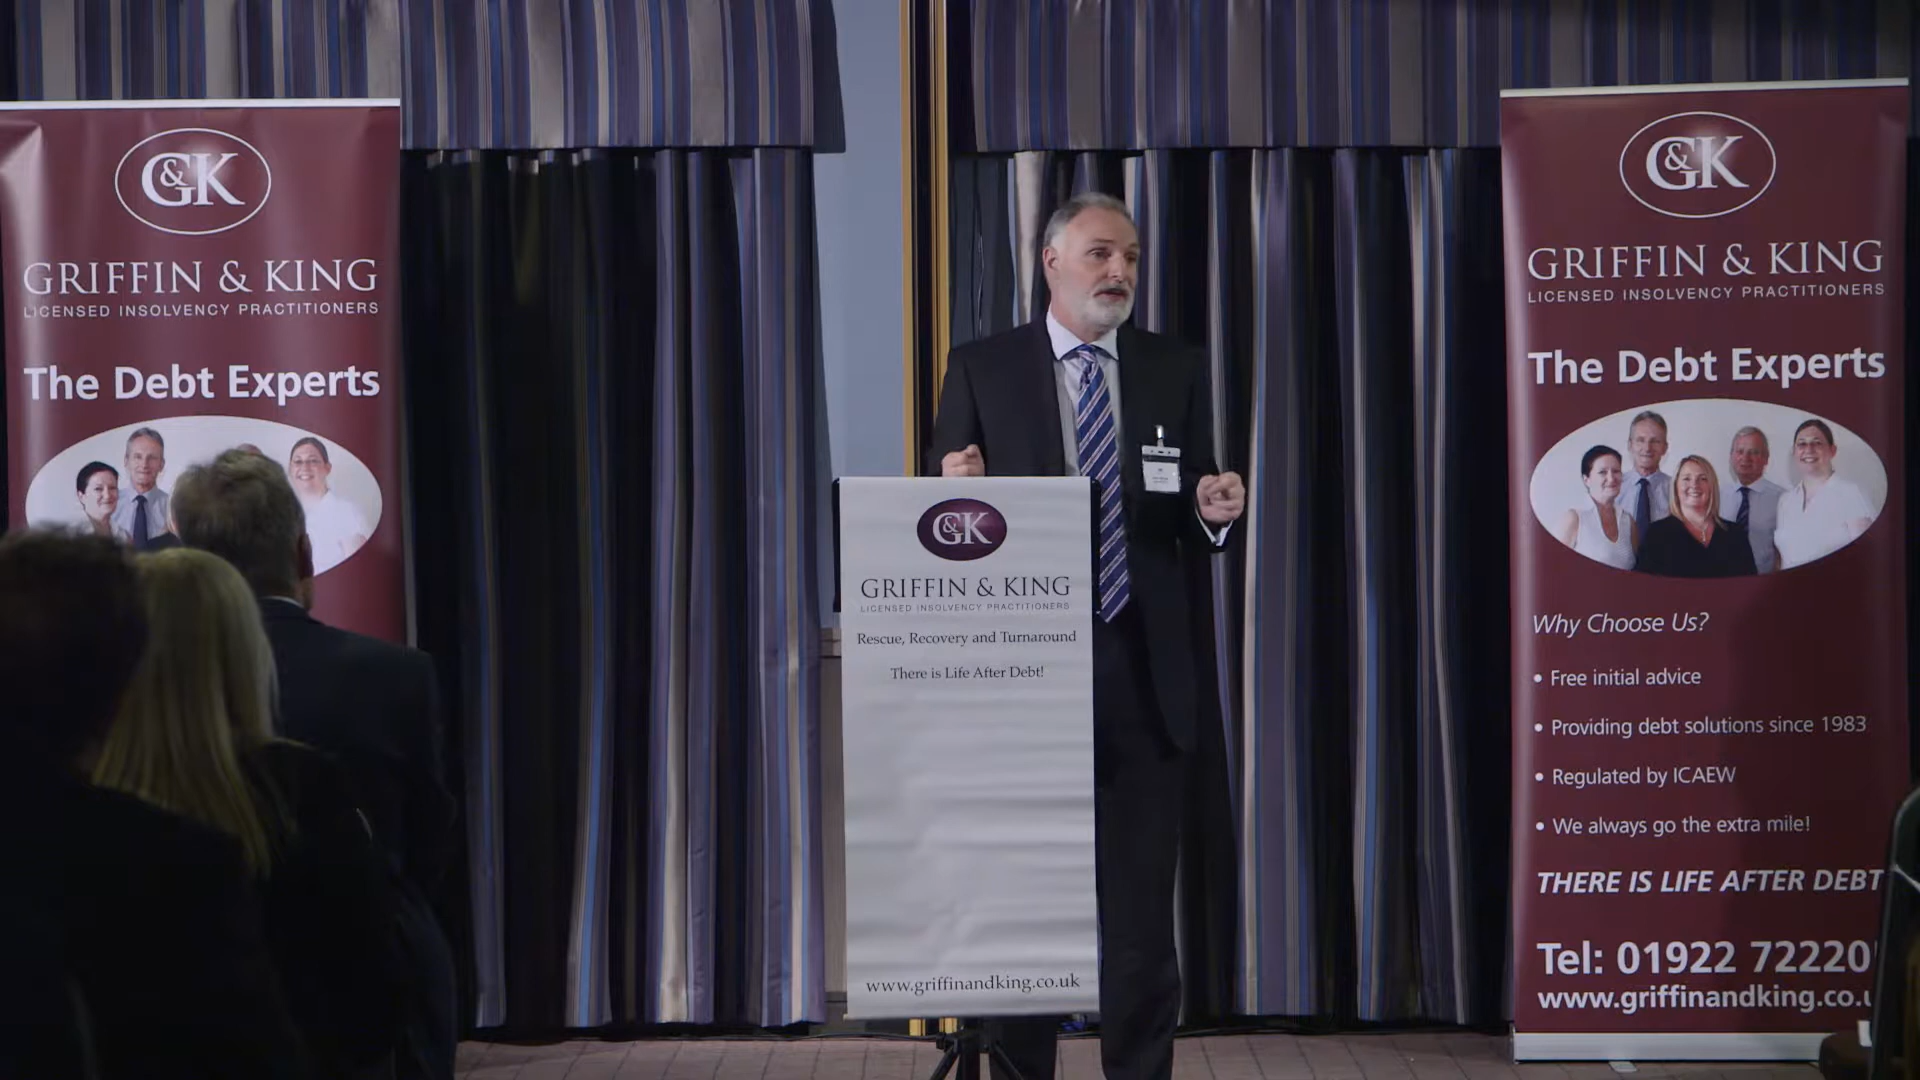 G&K
GRIFFIN & KING
LICENSED INSOLVENCY PRACTITIONERS
The Debt Experts
G&K
GRIFFIN & KING
LICENSED INSOLVENCY PRACTITIONERS
Rescue, Recovery and Turnaround
There is Life After Debt!
www.griffinandking.co.uk
G&K
GRIFFIN & KING
LICENSED INSOLVENCY PRACTITIONERS
The Debt Experts
Why Choose Us?
• Free initial advice
• Providing debt solutions since 1983
• Regulated by ICAEW
• We always go the extra mile!
THERE IS LIFE AFTER DEBT
Tel: 01922 72220
www.griffinandking.co.u